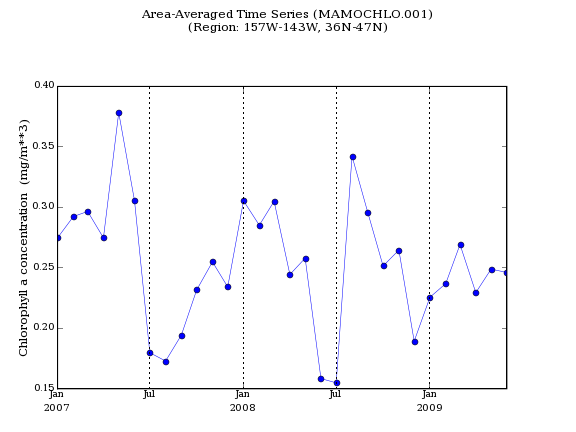 Area-Averaged Time Series (MAMOCHLO.001)
(Region: 157W-143W, 36N-47N)
Chlorophyll a concentration (mg/m**3)
0.40
0.35
0.30
0.25
0.20
0.15
Jan Jul Jan Jul Jan
2007 2008 2009